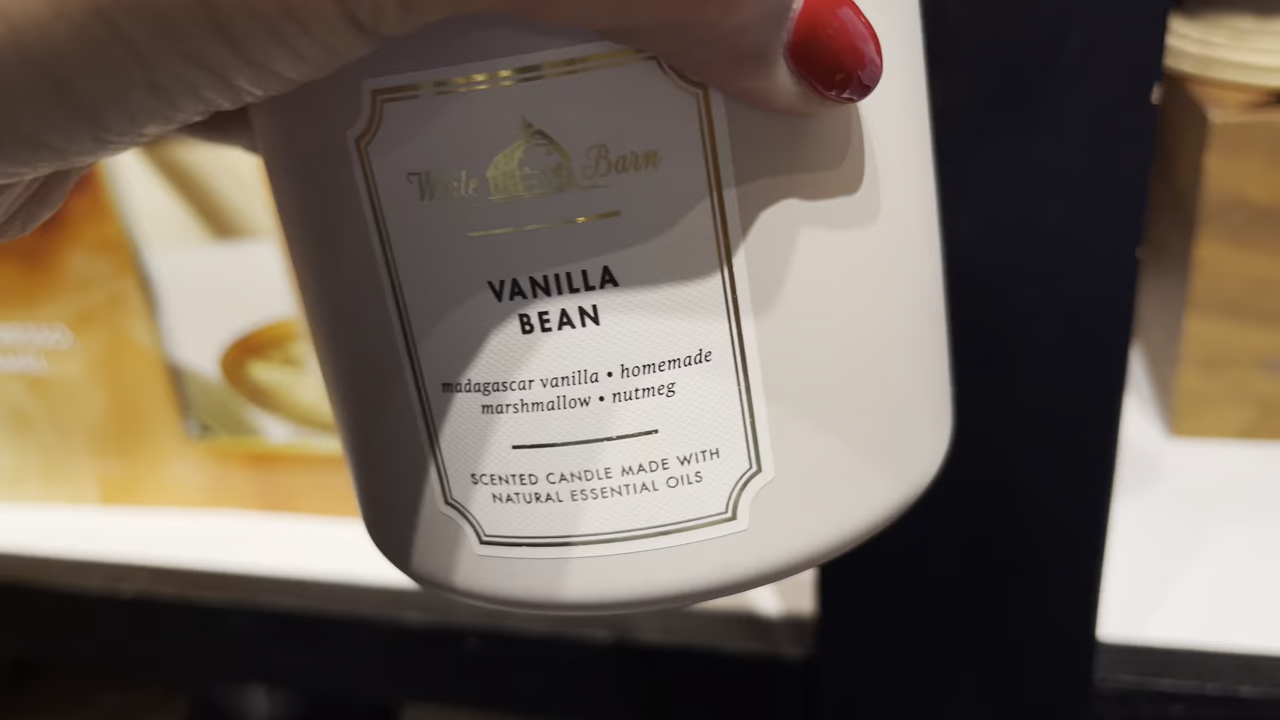 White Barn
VANILLA
BEAN
madagascar vanilla • homemade
marshmallow • nutmeg
SCENTED CANDLE MADE WITH
NATURAL ESSENTIAL OILS